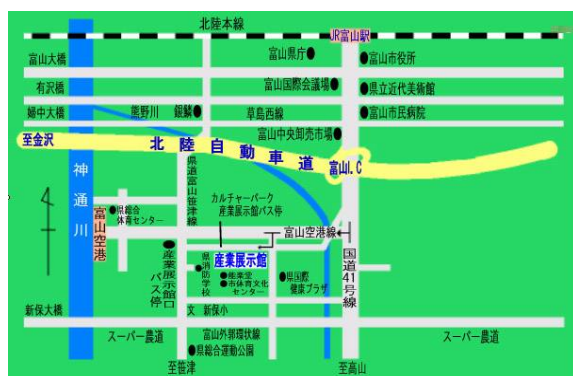 北陸本線
JR富山駅
富山大橋
富山県庁●
●富山市役所
有沢橋
富山国際会議場●
●県立近代美術館
婦中大橋
熊野川
銀鱗●
草島西線
●富山市民病院
富山中央卸売市場●
至金沢
北陸自動車道
富山I.C
神通川
県道富山笹津線
カルチャーパーク
産業展示館バス停
●県総合
体育センター
富山空港
富山空港線
●産業展示館口
バス停
県消防学校
産業展示館
●能楽堂
●市体育文化
センター
●県国際
健康プラザ
国道41号線
新保大橋
文 新保小
スーパー農道
富山外郭環状線
スーパー農道
●県総合運動公園
至笹津
至高山